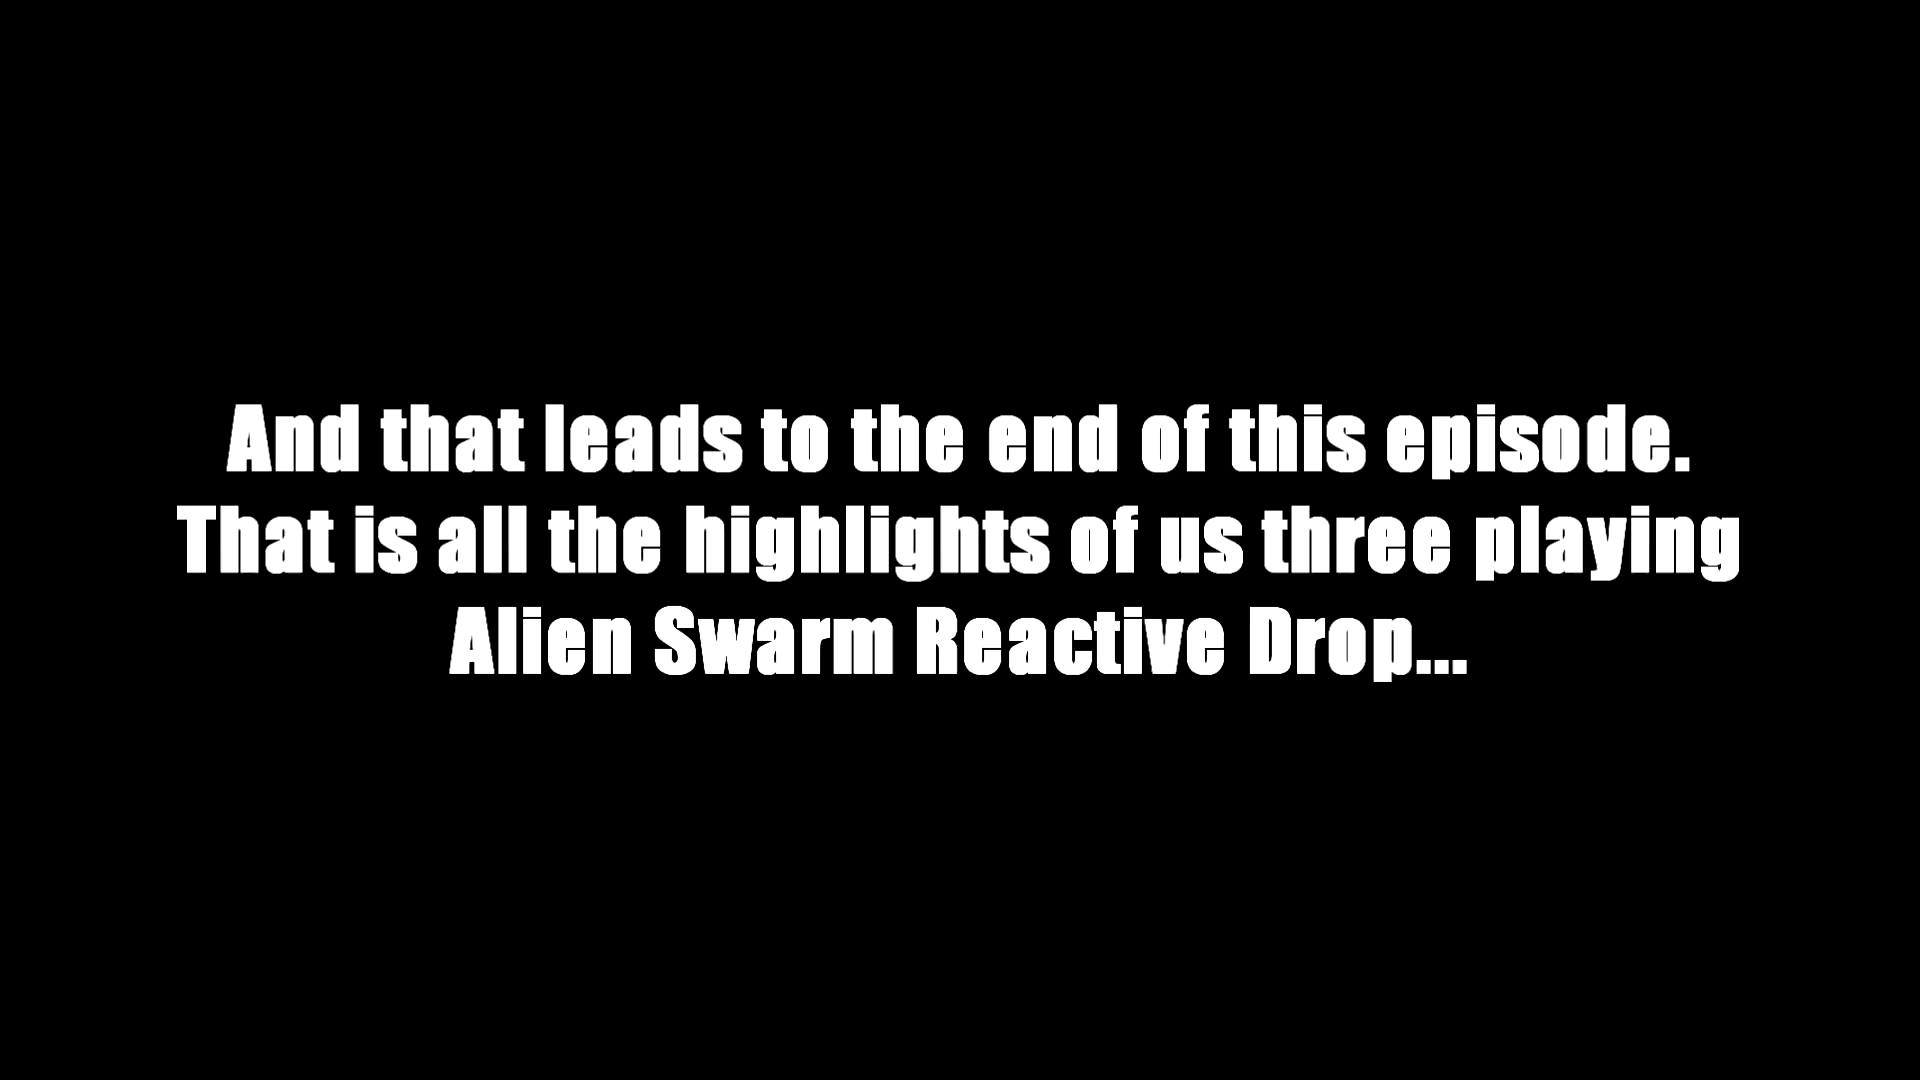 And that leads to the end of this episode.
That is all the highlights of us three playing
Alien Swarm Reactive Drop...